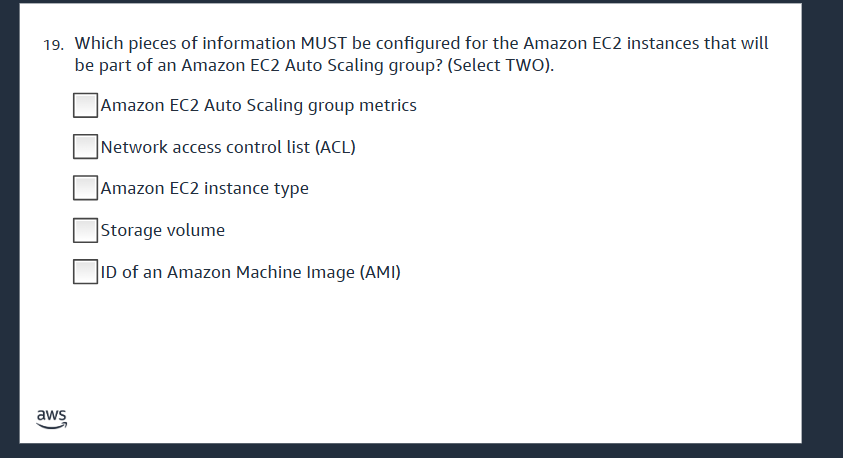 19. Which pieces of information MUST be configured for the Amazon EC2 instances that will
be part of an Amazon EC2 Auto Scaling group? (Select TWO).
Amazon EC2 Auto Scaling group metrics
Network access control list (ACL)
Amazon EC2 instance type
Storage volume
ID of an Amazon Machine Image (AMI)
aws